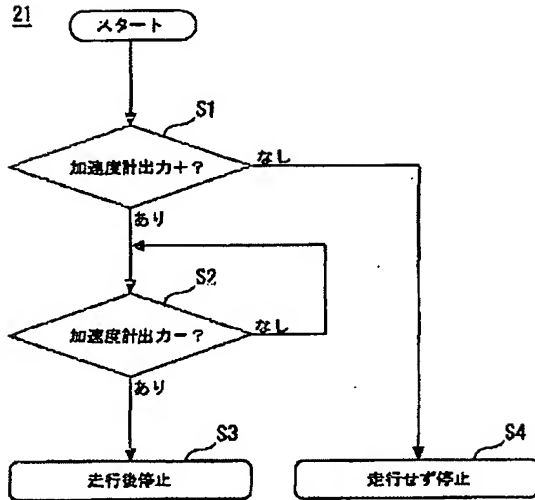 21
スタート
S1
加速度計出力+?
なし
あり
S2
加速度計出力-?
なし
あり
S3
走行後停止
S4
走行せず停止